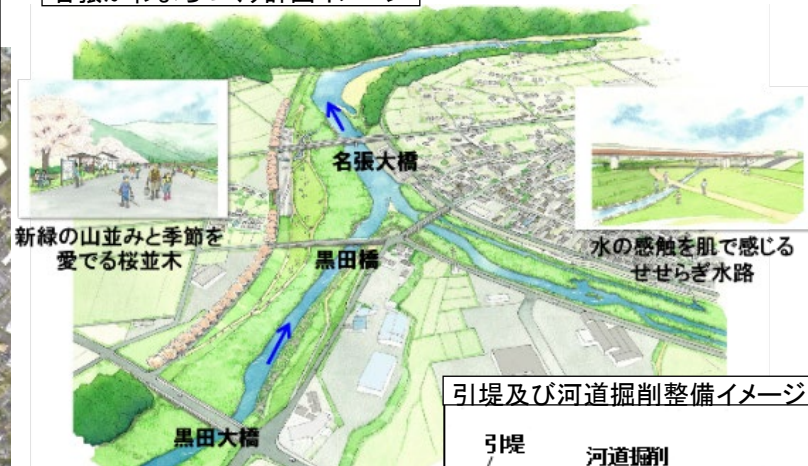 名張大橋
新緑の山並みと季節を
愛でる桜並木
黒田橋
水の感触を肌で感じる
せせらぎ水路
黒田大橋
引堤及び河道掘削整備イメージ
引堤
河道掘削